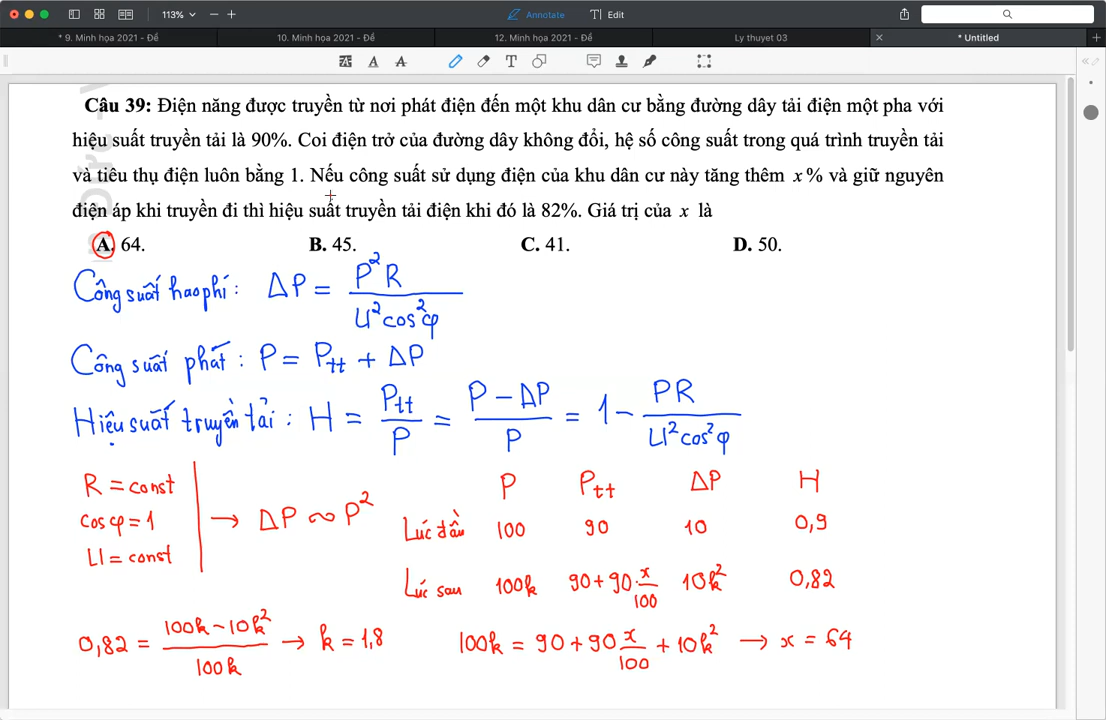 113%
Annotate
Edit
* 9. Minh họa 2021 - Đề
10. Minh họa 2021 - Đề
12. Minh họa 2021 - Đề
Ly thuyet 03
* Untitled
Câu 39: Điện năng được truyền từ nơi phát điện đến một khu dân cư bằng đường dây tải điện một pha với
hiệu suất truyền tải là 90%. Coi điện trở của đường dây không đổi, hệ số công suất trong quá trình truyền tải
và tiêu thụ điện luôn bằng 1. Nếu công suất sử dụng điện của khu dân cư này tăng thêm x% và giữ nguyên
điện áp khi truyền đi thì hiệu suất truyền tải điện khi đó là 82%. Giá trị của x là
A. 64. B. 45. C. 41. D. 50.
Công suất hao phí: ΔP = P²R / U²cos²φ
Công suất phát: P = Ptt + ΔP
Hiệu suất truyền tải: H = Ptt / P = P - ΔP / P = 1 - PR / U²cos²φ
R = const
cosφ = 1
U = const
→ ΔP ∾ P²
P Ptt ΔP H
Lúc đầu 100 90 10 0,9
Lúc sau 100k 90+90.x/100 10k² 0,82
0,82 = 100k - 10k² / 100k → k = 1,8
100k = 90+90 x/100 + 10k² → x = 64